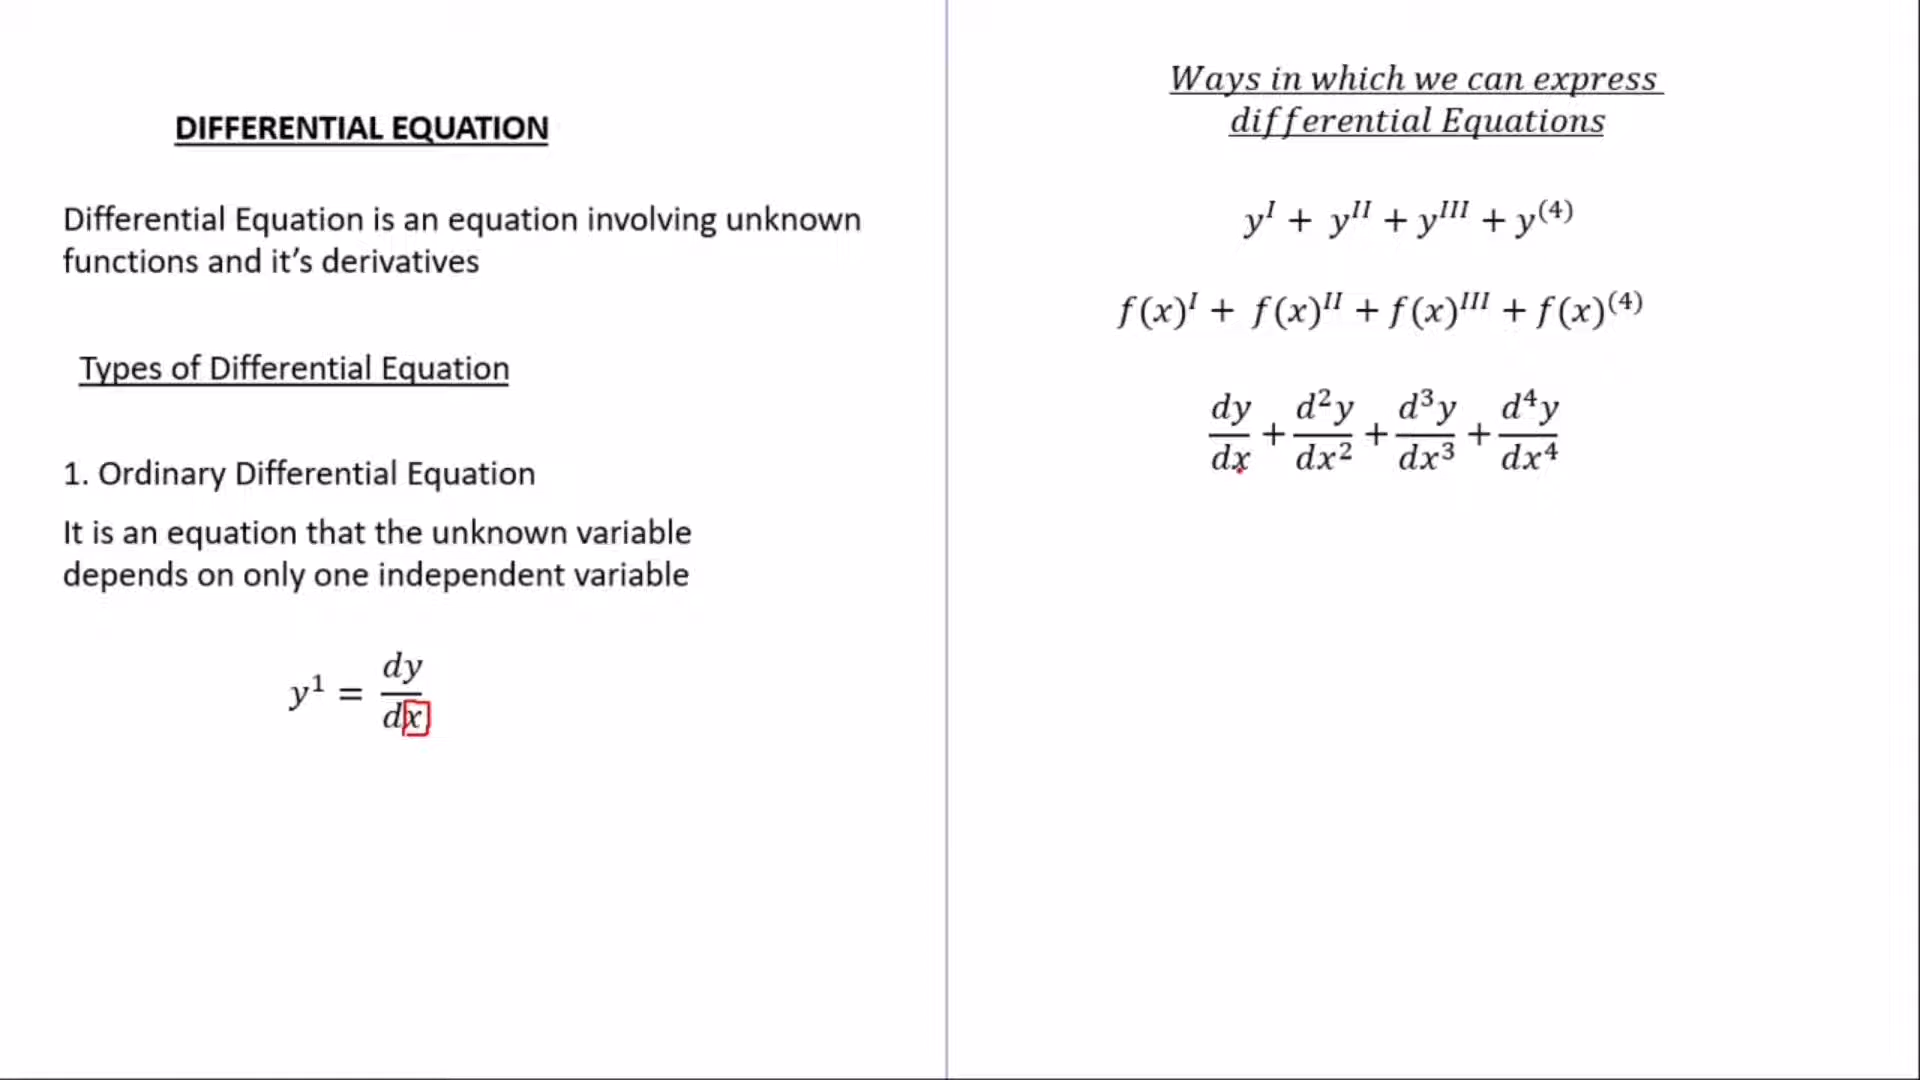 DIFFERENTIAL EQUATION
Differential Equation is an equation involving unknown
functions and it’s derivatives
Types of Differential Equation
1. Ordinary Differential Equation
It is an equation that the unknown variable
depends on only one independent variable
y¹ = dy/dx
Ways in which we can express
differential Equations
y^I + y^II + y^III + y^(4)
f(x)^I + f(x)^II + f(x)^III + f(x)^(4)
dy/dx + d²y/dx² + d³y/dx³ + d⁴y/dx⁴